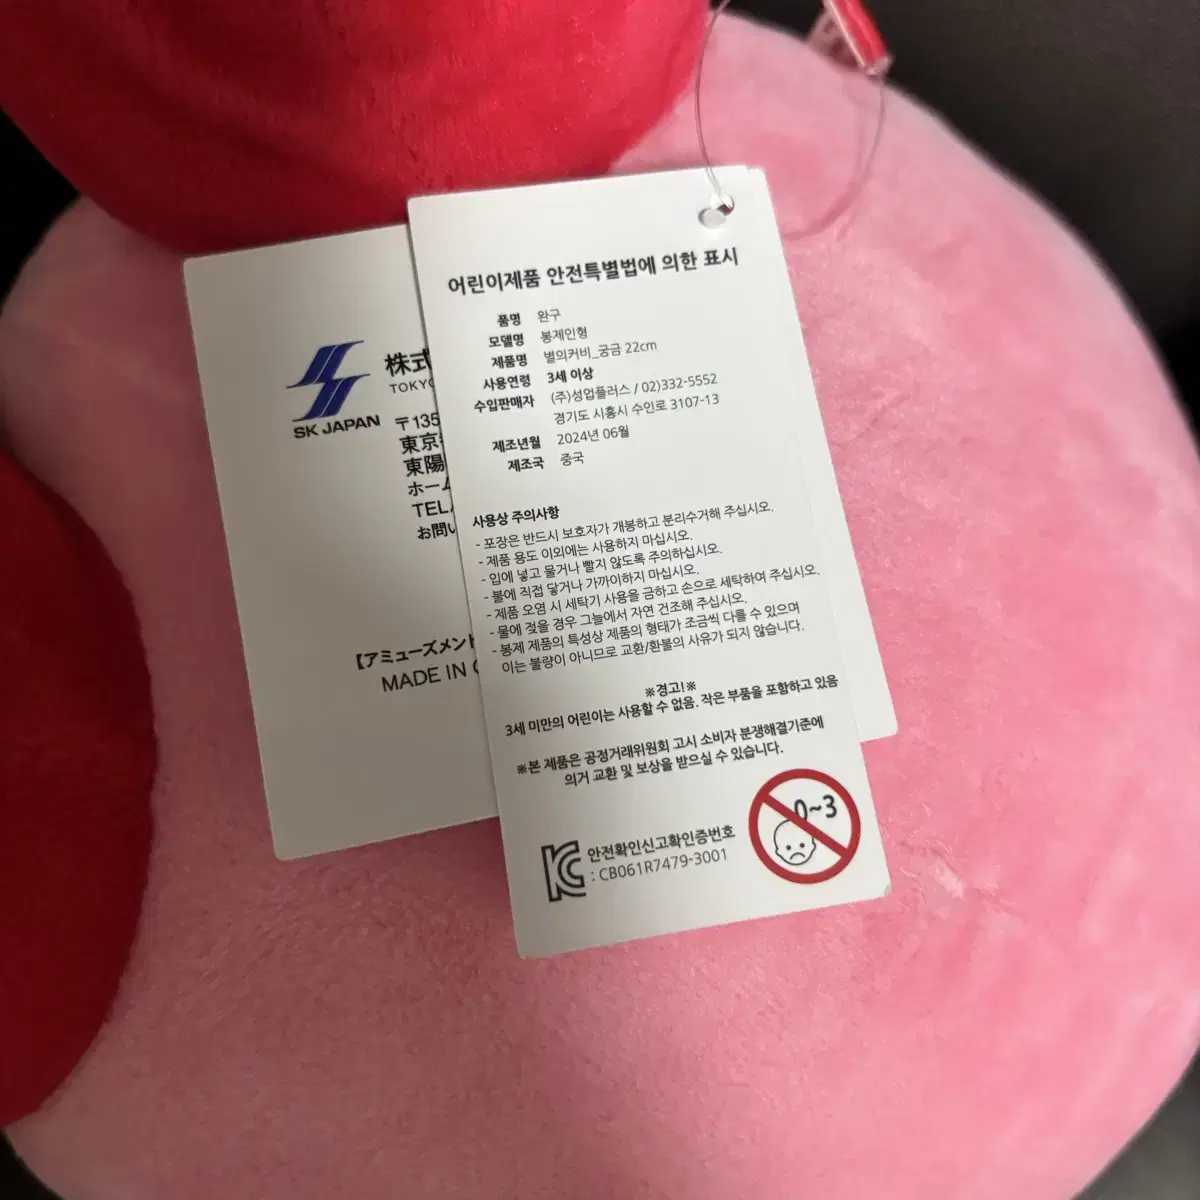 어린이제품 안전특별법에 의한 표시
품명 완구
모델명 봉제인형
제품명 별의커비_궁금 22cm
사용연령 3세 이상
수입판매자 (주)성업플러스 / 02)332-5552
경기도 시흥시 수인로 3107-13
제조년월 2024년 06월
제조국 중국
사용상 주의사항
- 포장은 반드시 보호자가 개봉하고 분리수거해 주십시오.
- 제품 용도 이외에는 사용하지 마십시오.
- 입에 넣고 물거나 빨지 않도록 주의하십시오.
- 불에 직접 닿거나 가까이하지 마십시오.
- 제품 오염 시 세탁기 사용을 금하고 손으로 세탁하여 주십시오.
- 물에 젖을 경우 그늘에서 자연 건조해 주십시오.
- 봉제 제품의 특성상 제품의 형태가 조금씩 다를 수 있으며
이는 불량이 아니므로 교환/환불의 사유가 되지 않습니다.
※경고!※
3세 미만의 어린이는 사용할 수 없음. 작은 부품을 포함하고 있음
※본 제품은 공정거래위원회 고시 소비자 분쟁해결기준에
의거 교환 및 보상을 받으실 수 있습니다.
안전확인신고확인증번호
: CB061R7479-3001
0~3
SK JAPAN
株式
TOKYO
〒135
東京
東陽
ホーム
TEL
お問い
【アミューズメント
MADE IN